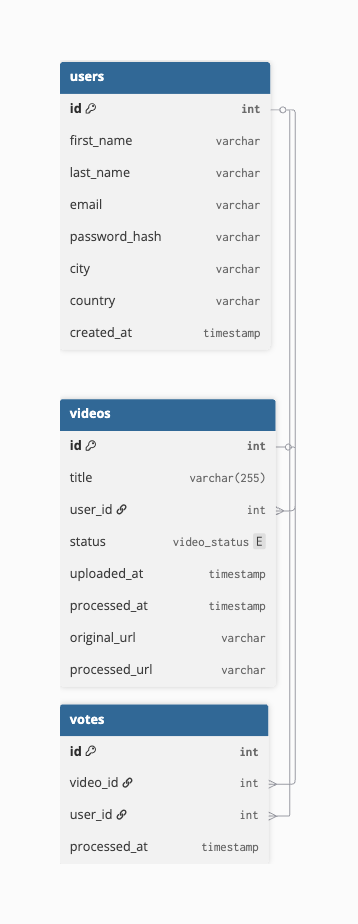 users
id int
first_name varchar
last_name varchar
email varchar
password_hash varchar
city varchar
country varchar
created_at timestamp
videos
id int
title varchar(255)
user_id int
status video_status E
uploaded_at timestamp
processed_at timestamp
original_url varchar
processed_url varchar
votes
id int
video_id int
user_id int
processed_at timestamp